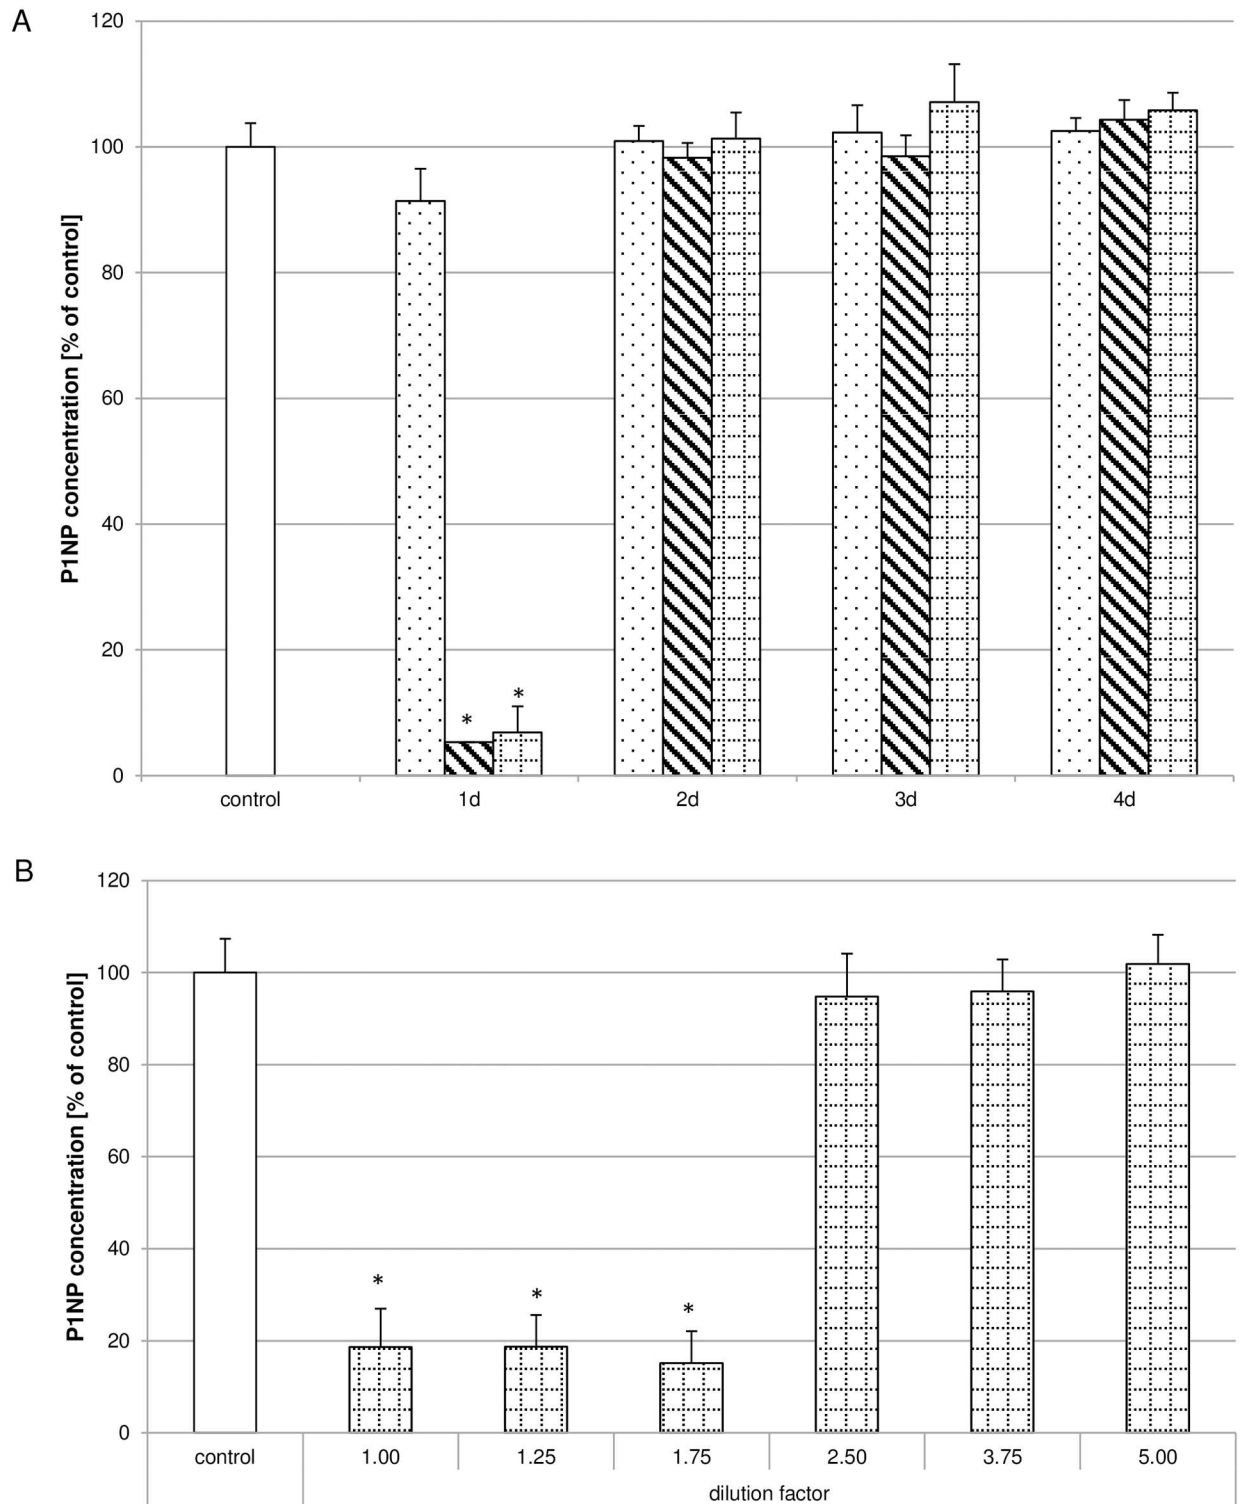 A
P1NP concentration [% of control]
120
100
80
60
40
20
0
*
*
control 1d 2d 3d 4d
B
P1NP concentration [% of control]
120
100
80
60
40
20
0
*
*
*
control 1.00 1.25 1.75 2.50 3.75 5.00
dilution factor